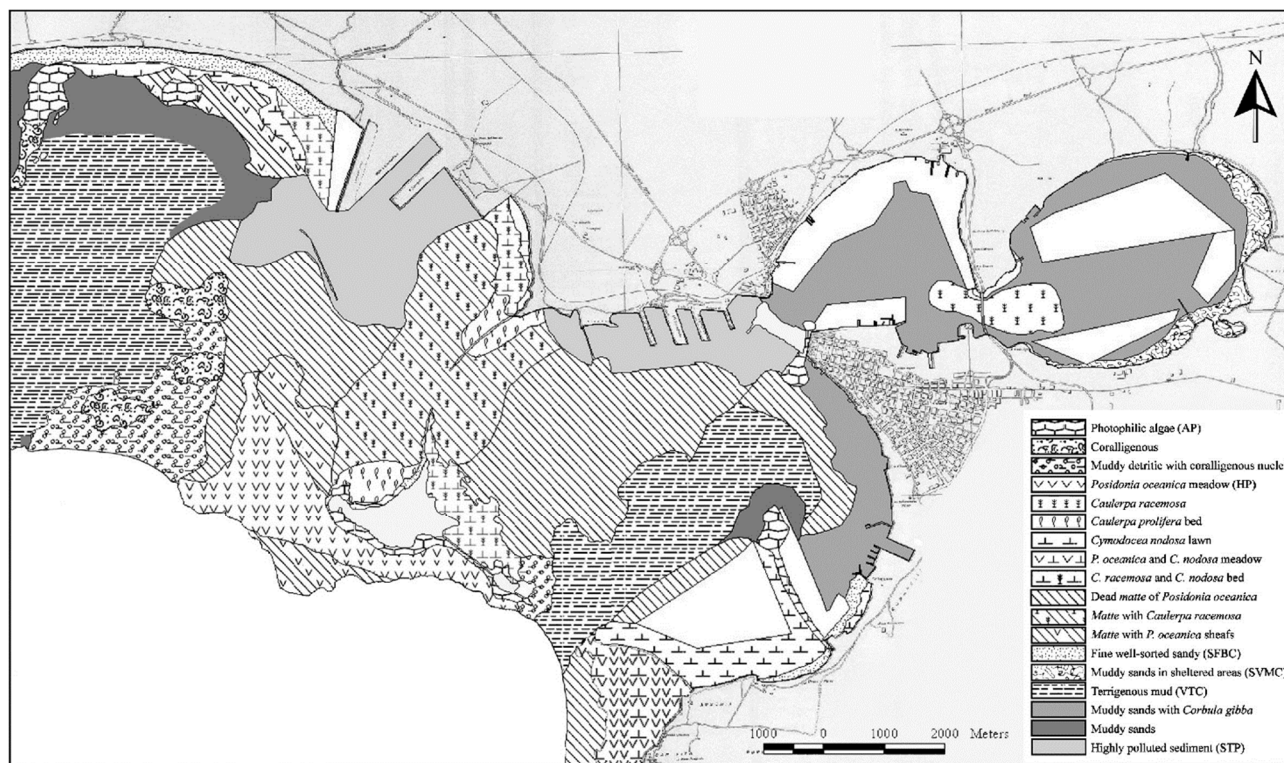 N
Photophilic algae (AP)
Coralligenous
Muddy detritic with coralligenous nuclei
Posidonia oceanica meadow (HP)
Caulerpa racemosa
Caulerpa prolifera bed
Cymodocea nodosa lawn
P. oceanica and C. nodosa meadow
C. racemosa and C. nodosa bed
Dead matte of Posidonia oceanica
Matte with Caulerpa racemosa
Matte with P. oceanica sheafs
Fine well-sorted sandy (SFBC)
Muddy sands in sheltered areas (SVMC)
Terrigenous mud (VTC)
Muddy sands with Corbula gibba
Muddy sands
Highly polluted sediment (STP)
1000 0 1000 2000 Meters